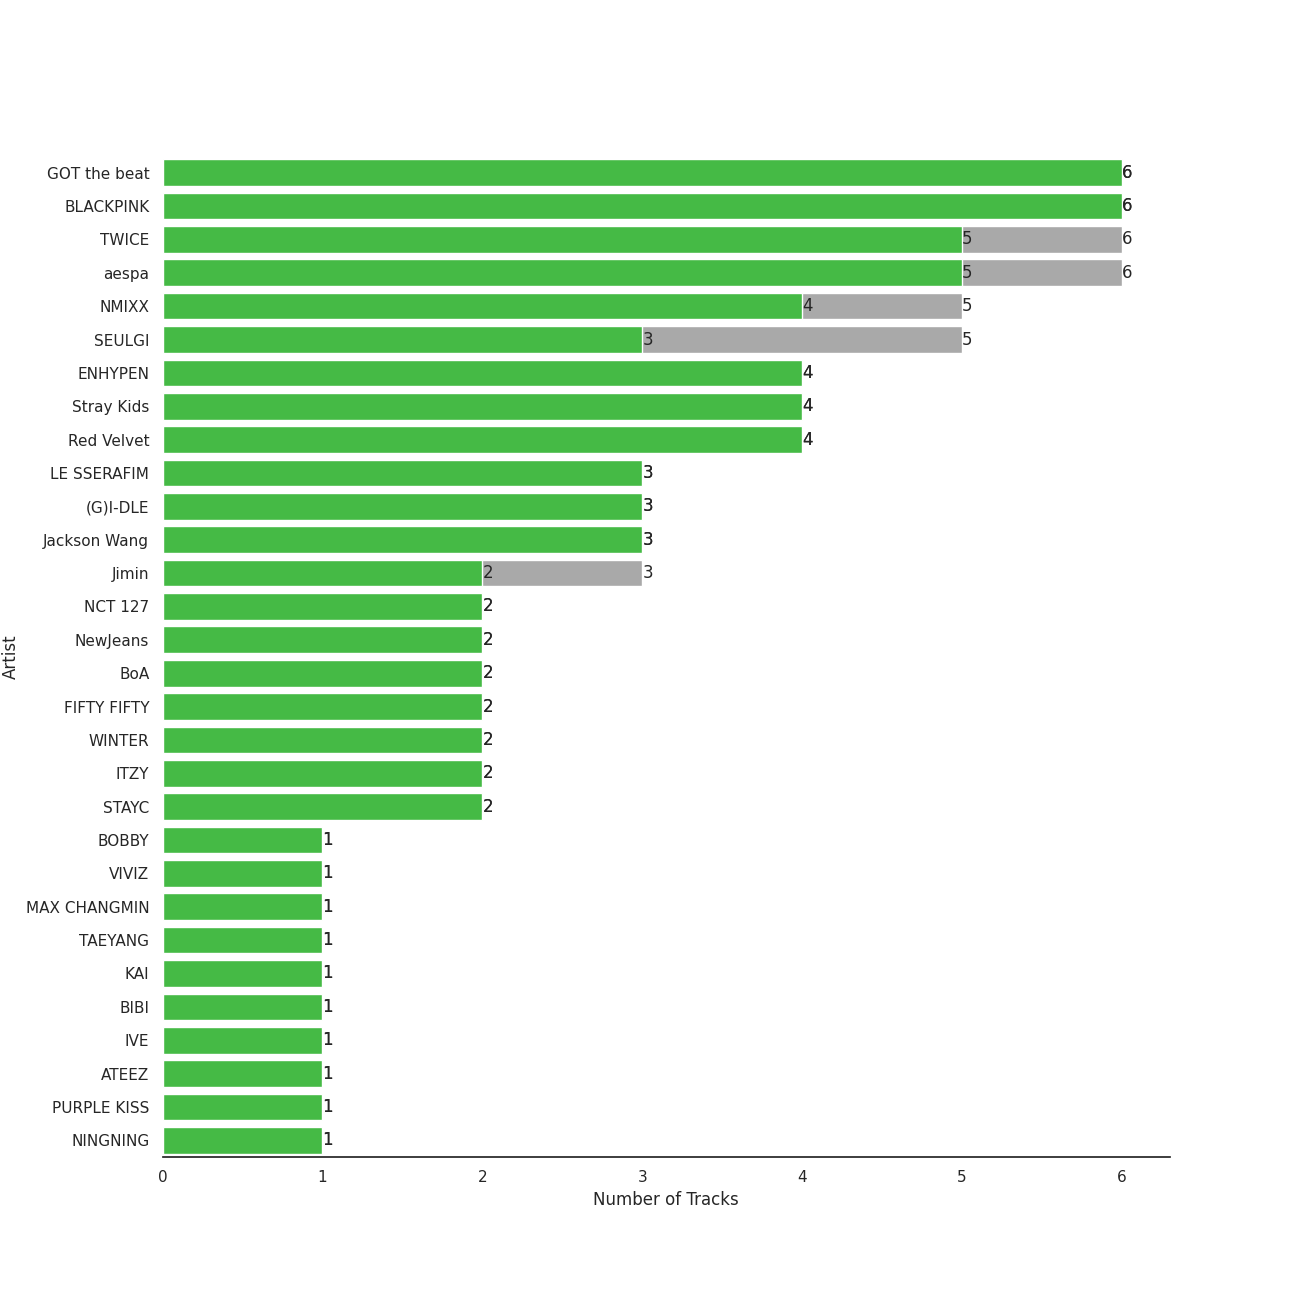 GOT the beat 6
BLACKPINK 6
TWICE 5 6
aespa 5 6
NMIXX 4 5
SEULGI 3 5
ENHYPEN 4
Stray Kids 4
Red Velvet 4
LE SSERAFIM 3
(G)I-DLE 3
Jackson Wang 3
Jimin 2 3
NCT 127 2
NewJeans 2
BoA 2
FIFTY FIFTY 2
WINTER 2
ITZY 2
STAYC 2
BOBBY 1
VIVIZ 1
MAX CHANGMIN 1
TAEYANG 1
KAI 1
BIBI 1
IVE 1
ATEEZ 1
PURPLE KISS 1
NINGNING 1
Artist
0 1 2 3 4 5 6
Number of Tracks